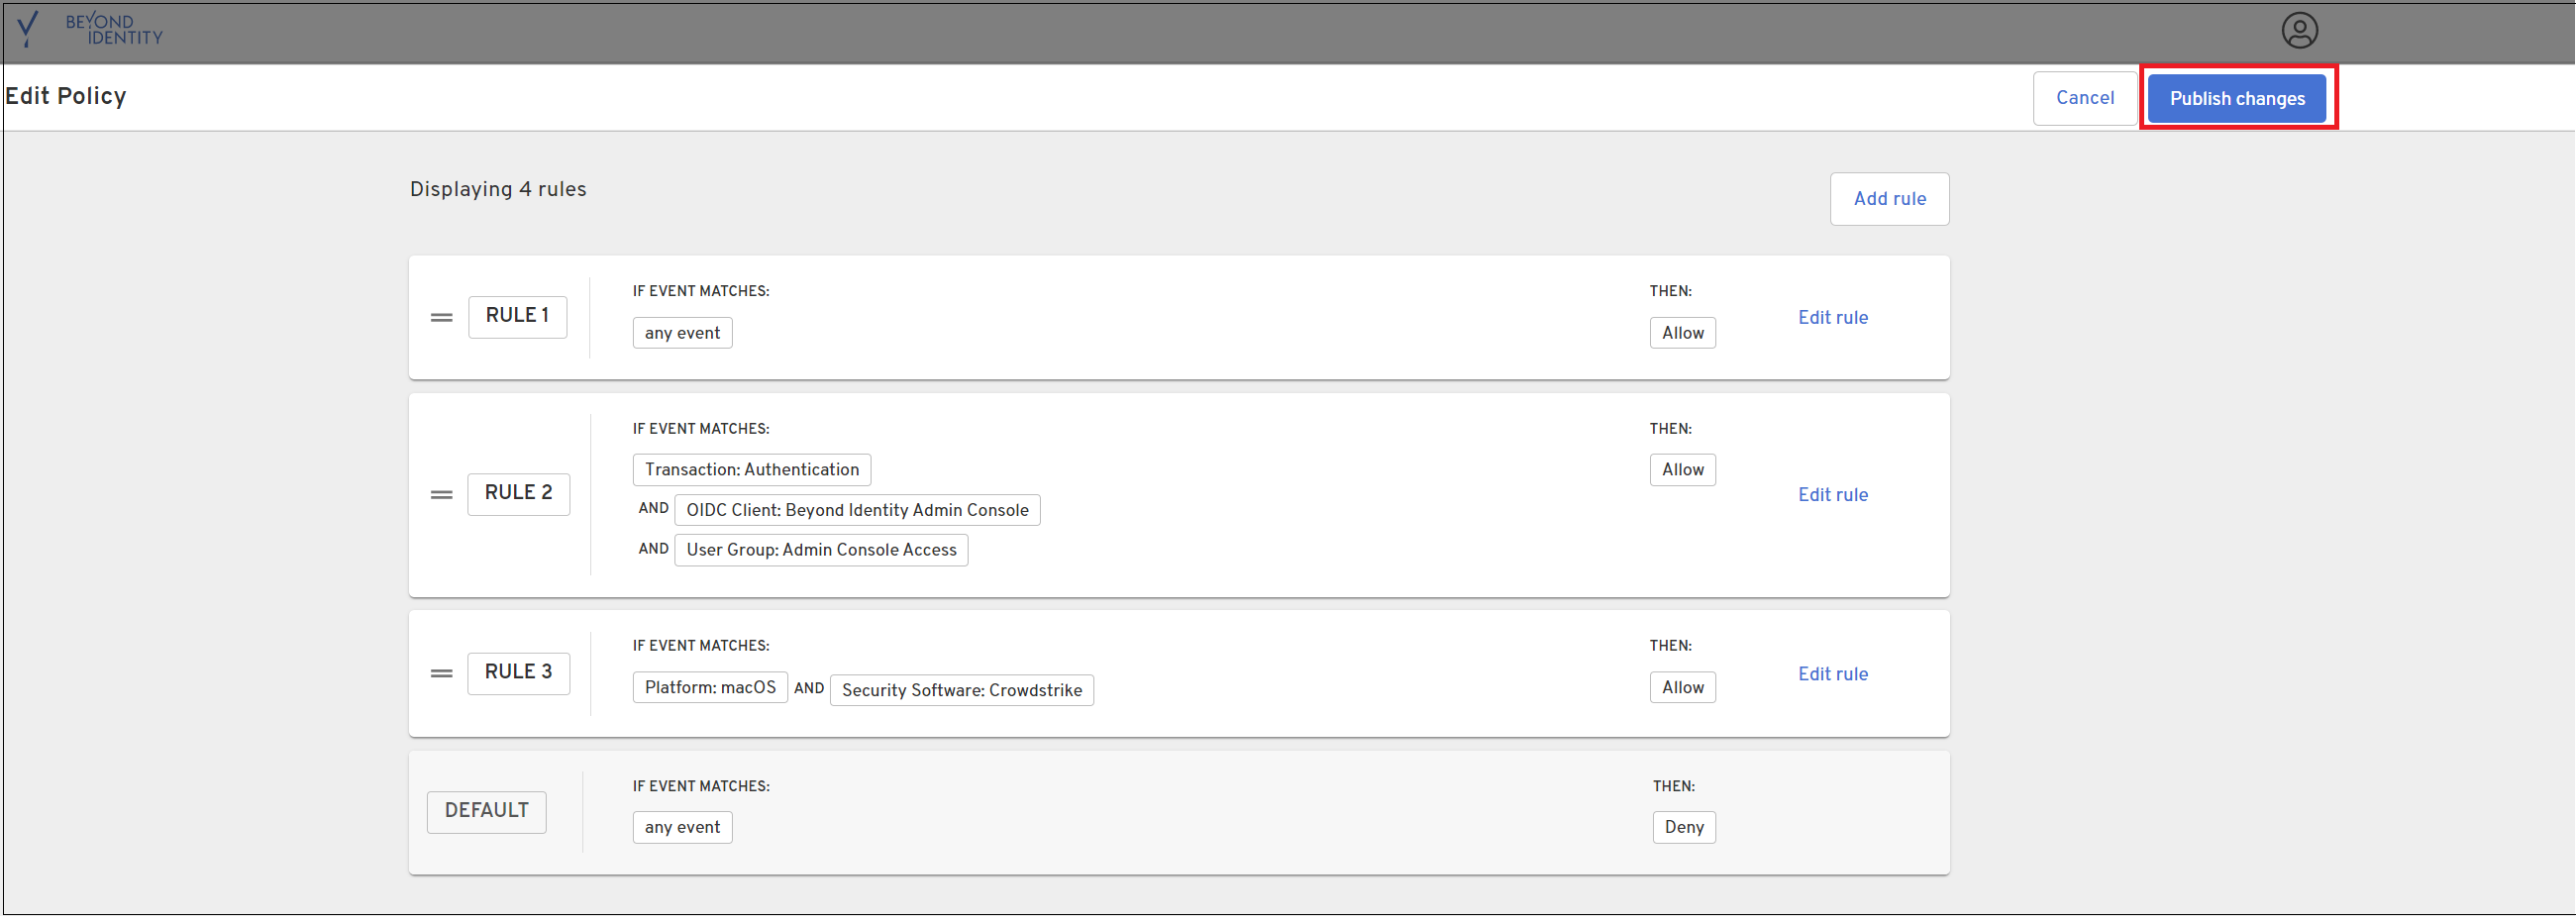 BEYOND
IDENTITY
Edit Policy
Cancel
Publish changes
Displaying 4 rules
Add rule
RULE 1
IF EVENT MATCHES:
any event
THEN:
Allow
Edit rule
RULE 2
IF EVENT MATCHES:
Transaction: Authentication
AND OIDC Client: Beyond Identity Admin Console
AND User Group: Admin Console Access
THEN:
Allow
Edit rule
RULE 3
IF EVENT MATCHES:
Platform: macOS AND Security Software: Crowdstrike
THEN:
Allow
Edit rule
DEFAULT
IF EVENT MATCHES:
any event
THEN:
Deny